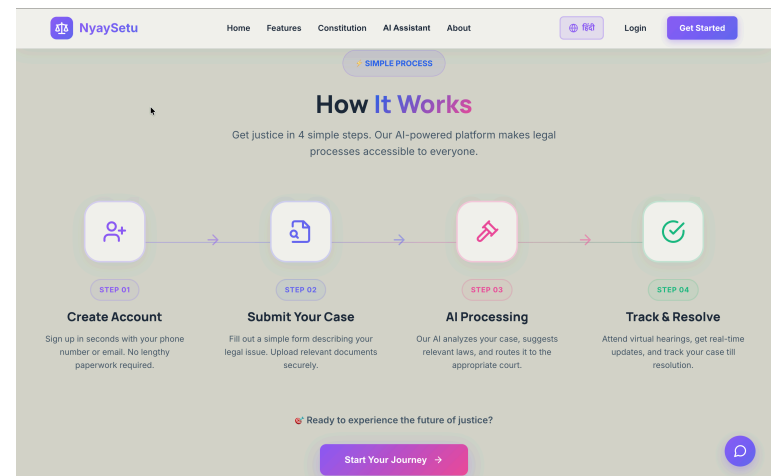 NyaySetu
Home Features Constitution AI Assistant About
हिंदी Login Get Started
SIMPLE PROCESS
How It Works
Get justice in 4 simple steps. Our AI-powered platform makes legal
processes accessible to everyone.
STEP 01
Create Account
Sign up in seconds with your phone
number or email. No lengthy
paperwork required.
STEP 02
Submit Your Case
Fill out a simple form describing your
legal issue. Upload relevant documents
securely.
STEP 03
AI Processing
Our AI analyzes your case, suggests
relevant laws, and routes it to the
appropriate court.
STEP 04
Track & Resolve
Attend virtual hearings, get real-time
updates, and track your case till
resolution.
🎯 Ready to experience the future of justice?
Start Your Journey →